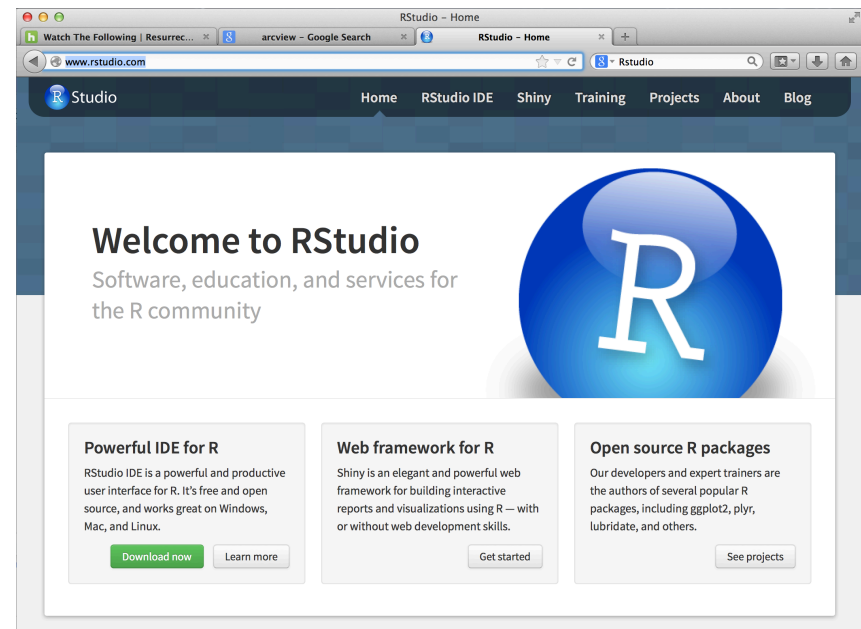 RStudio – Home
Watch The Following | Resurrec...
arcview – Google Search
RStudio – Home
www.rstudio.com
Rstudio
R Studio
Home RStudio IDE Shiny Training Projects About Blog
Welcome to RStudio
Software, education, and services for
the R community
R
Powerful IDE for R
RStudio IDE is a powerful and productive
user interface for R. It's free and open
source, and works great on Windows,
Mac, and Linux.
Download now Learn more
Web framework for R
Shiny is an elegant and powerful web
framework for building interactive
reports and visualizations using R — with
or without web development skills.
Get started
Open source R packages
Our developers and expert trainers are
the authors of several popular R
packages, including ggplot2, plyr,
lubridate, and others.
See projects